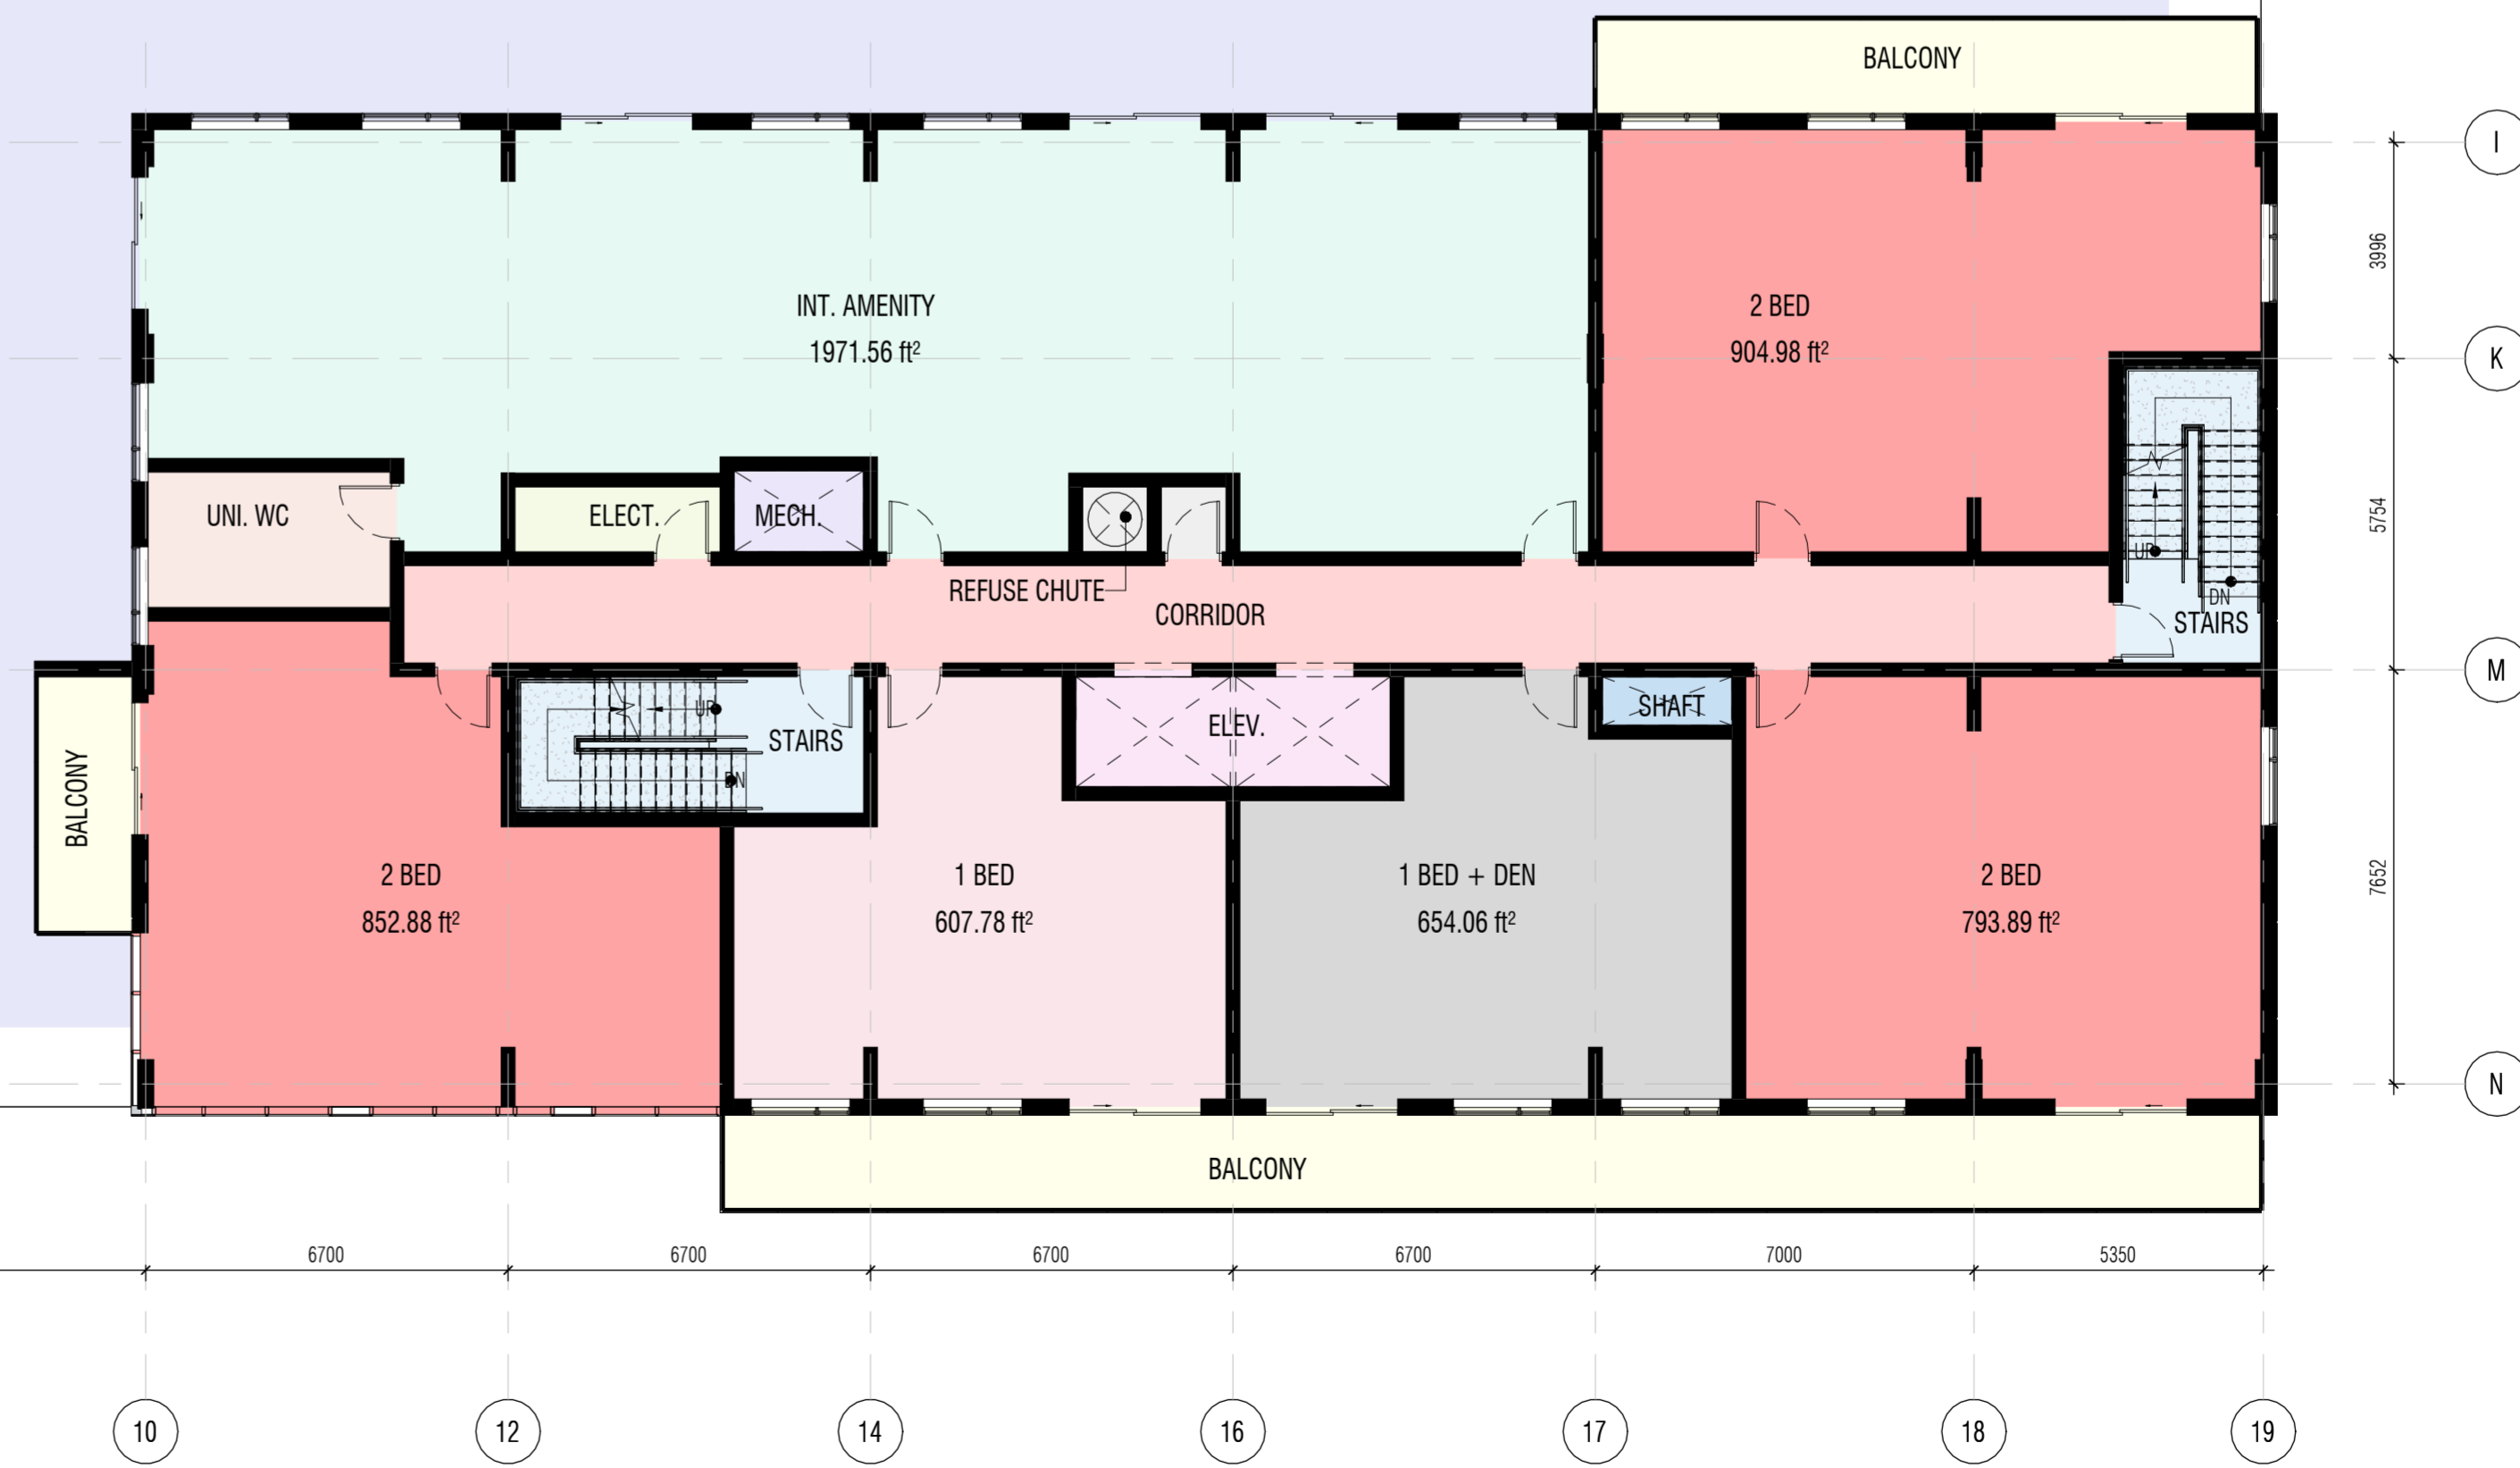 BALCONY
I
3996
INT. AMENITY
1971.56 ft²
2 BED
904.98 ft²
K
UNI. WC
ELECT.
MECH.
5754
UP
REFUSE CHUTE
CORRIDOR
DN
STAIRS
M
UP
STAIRS
DN
ELEV.
SHAFT
BALCONY
2 BED
852.88 ft²
1 BED
607.78 ft²
1 BED + DEN
654.06 ft²
2 BED
793.89 ft²
7652
N
BALCONY
6700
6700
6700
6700
7000
5350
10
12
14
16
17
18
19